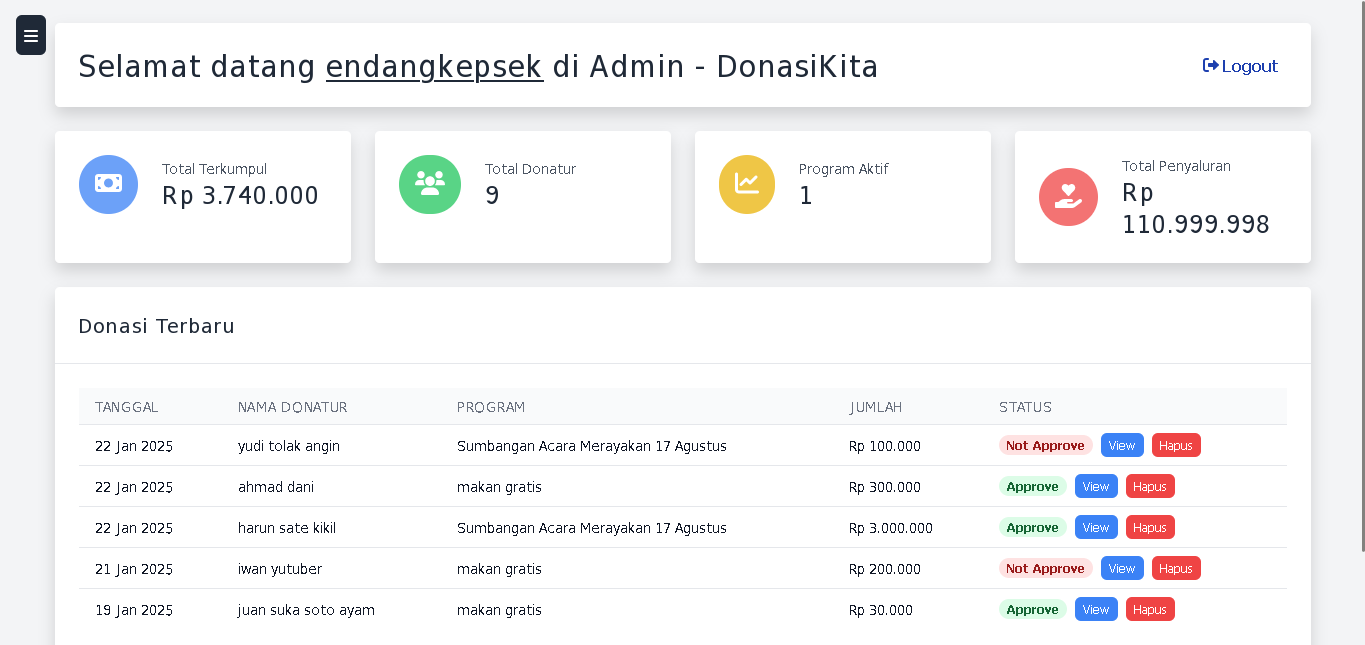 Selamat datang endangkepsek di Admin - DonasiKita
Logout
Total Terkumpul
Rp 3.740.000
Total Donatur
9
Program Aktif
1
Total Penyaluran
Rp
110.999.998
Donasi Terbaru
TANGGAL NAMA DONATUR PROGRAM JUMLAH STATUS
22 Jan 2025 yudi tolak angin Sumbangan Acara Merayakan 17 Agustus Rp 100.000 Not Approve View Hapus
22 Jan 2025 ahmad dani makan gratis Rp 300.000 Approve View Hapus
22 Jan 2025 harun sate kikil Sumbangan Acara Merayakan 17 Agustus Rp 3.000.000 Approve View Hapus
21 Jan 2025 iwan yutuber makan gratis Rp 200.000 Not Approve View Hapus
19 Jan 2025 juan suka soto ayam makan gratis Rp 30.000 Approve View Hapus